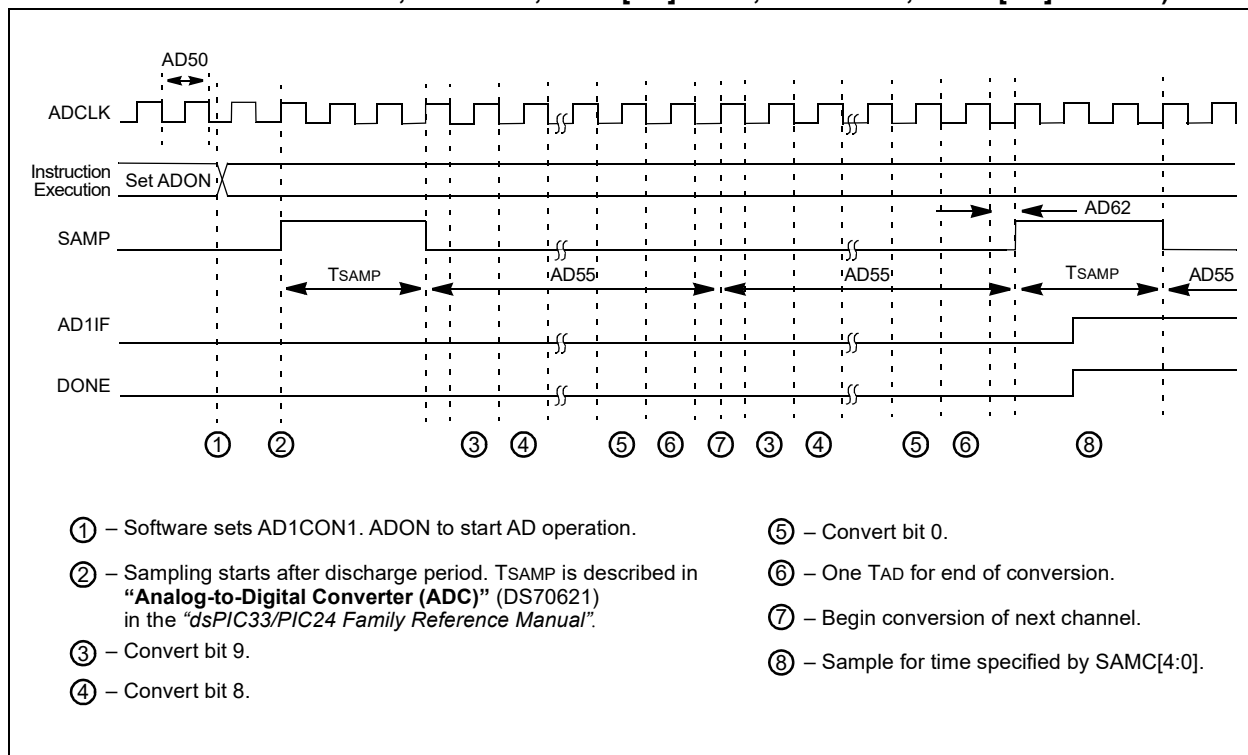 AD50
ADCLK
Instruction
Execution
Set ADON
AD62
SAMP
TSAMP
AD55
AD55
TSAMP
AD55
AD1IF
DONE
1 2 3 4 5 6 7 3 4 5 6 8
1 – Software sets AD1CON1. ADON to start AD operation.
2 – Sampling starts after discharge period. TSAMP is described in
“Analog-to-Digital Converter (ADC)” (DS70621)
in the “dsPIC33/PIC24 Family Reference Manual”.
3 – Convert bit 9.
4 – Convert bit 8.
5 – Convert bit 0.
6 – One TAD for end of conversion.
7 – Begin conversion of next channel.
8 – Sample for time specified by SAMC[4:0].